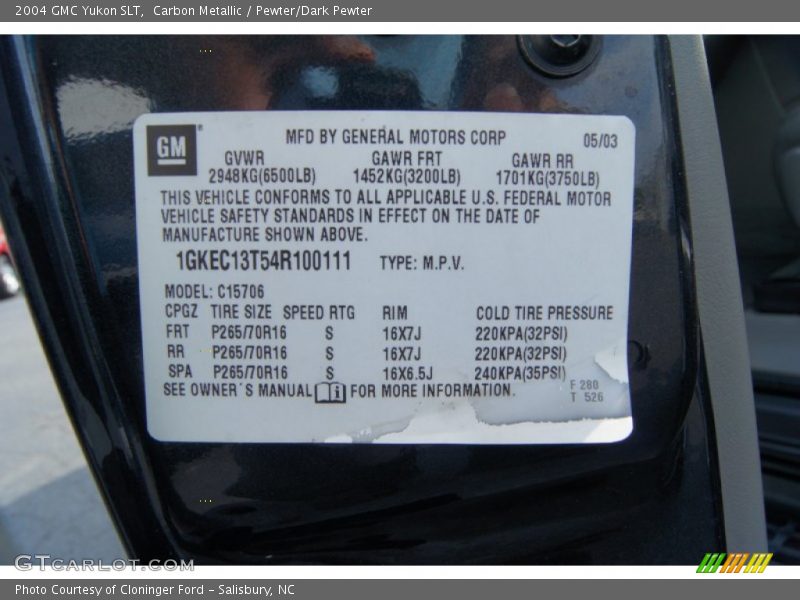 2004 GMC Yukon SLT,  Carbon Metallic / Pewter/Dark Pewter
GM® MFD BY GENERAL MOTORS CORP 05/03
GVWR GAWR FRT GAWR RR
2948KG(6500LB) 1452KG(3200LB) 1701KG(3750LB)
THIS VEHICLE CONFORMS TO ALL APPLICABLE U.S. FEDERAL MOTOR
VEHICLE SAFETY STANDARDS IN EFFECT ON THE DATE OF
MANUFACTURE SHOWN ABOVE.
1GKEC13T54R100111 TYPE: M.P.V.
MODEL: C15706
CPGZ TIRE SIZE SPEED RTG RIM COLD TIRE PRESSURE
FRT P265/70R16 S 16X7J 220KPA(32PSI)
RR P265/70R16 S 16X7J 220KPA(32PSI)
SPA P265/70R16 S 16X6.5J 240KPA(35PSI)
SEE OWNER'S MANUAL i FOR MORE INFORMATION.
F 280
T 526
GTCarLot.com
Photo Courtesy of Cloninger Ford - Salisbury, NC